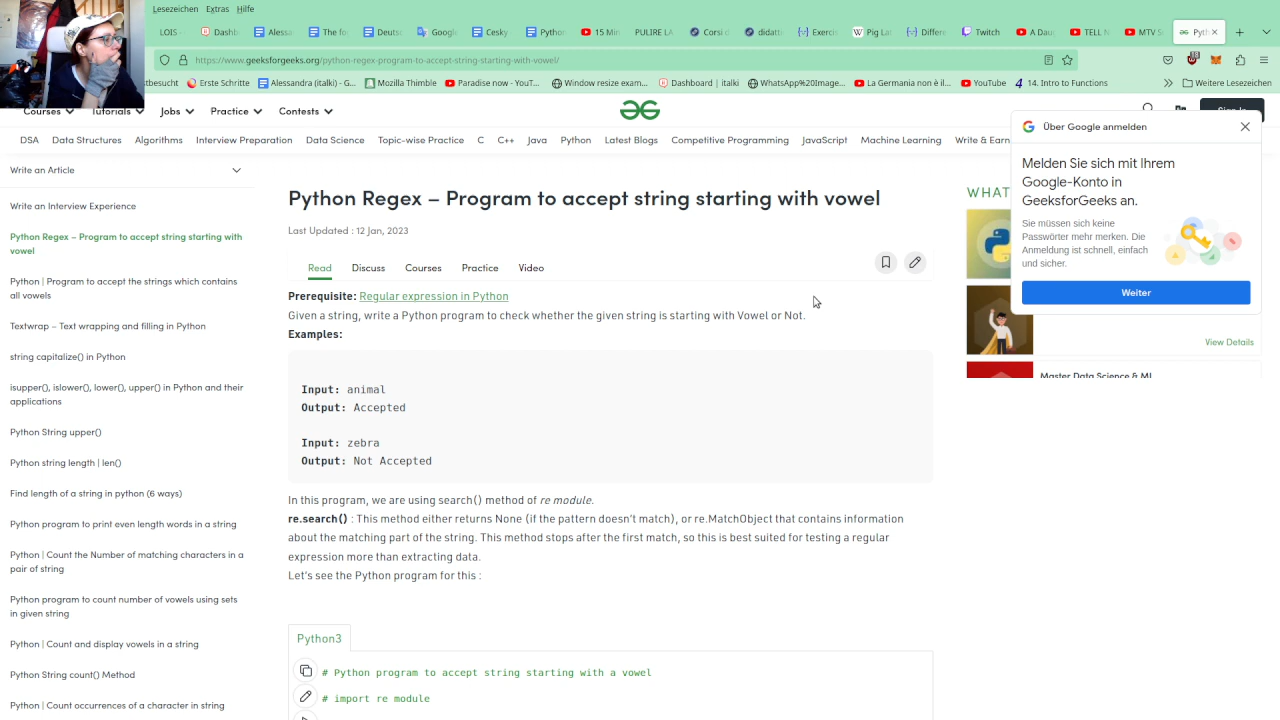 Lesezeichen Extras Hilfe
LOIS - Dashb Alessa The fo Deutsc Google Cesky Python 15 Min PULIRE LA Corsi d didatti Exerci Pig Lat Differe Twitch A Dau TELL N MTV S Pyth
https://www.geeksforgeeks.org/python-regex-program-to-accept-string-starting-with-vowel/
tbesucht Erste Schritte Alessandra (italki) - G... Mozilla Thimble Paradise now - YouT... Window resize exam... Dashboard | italki WhatsApp%20Image... La Germania non è il... YouTube 14. Intro to Functions Weitere Lesezeichen
Courses Tutorials Jobs Practice Contests Sign In
DSA Data Structures Algorithms Interview Preparation Data Science Topic-wise Practice C C++ Java Python Latest Blogs Competitive Programming JavaScript Machine Learning Write & Earn
Write an Article
Write an Interview Experience
Python Regex – Program to accept string starting with
vowel
Python | Program to accept the strings which contains
all vowels
Textwrap – Text wrapping and filling in Python
string capitalize() in Python
isupper(), islower(), lower(), upper() in Python and their
applications
Python String upper()
Python string length | len()
Find length of a string in python (6 ways)
Python program to print even length words in a string
Python | Count the Number of matching characters in a
pair of string
Python program to count number of vowels using sets
in given string
Python | Count and display vowels in a string
Python String count() Method
Python | Count occurrences of a character in string
Python Regex – Program to accept string starting with vowel
Last Updated : 12 Jan, 2023
Read Discuss Courses Practice Video
Prerequisite: Regular expression in Python
Given a string, write a Python program to check whether the given string is starting with Vowel or Not.
Examples:
Input: animal
Output: Accepted
Input: zebra
Output: Not Accepted
In this program, we are using search() method of re module.
re.search() : This method either returns None (if the pattern doesn't match), or re.MatchObject that contains information
about the matching part of the string. This method stops after the first match, so this is best suited for testing a regular
expression more than extracting data.
Let's see the Python program for this :
Python3
# Python program to accept string starting with a vowel
# import re module
WHAT
Über Google anmelden
Melden Sie sich mit Ihrem
Google-Konto in
GeeksforGeeks an.
Sie müssen sich keine
Passwörter mehr merken. Die
Anmeldung ist schnell, einfach
und sicher.
Weiter
View Details
Master Data Science & ML